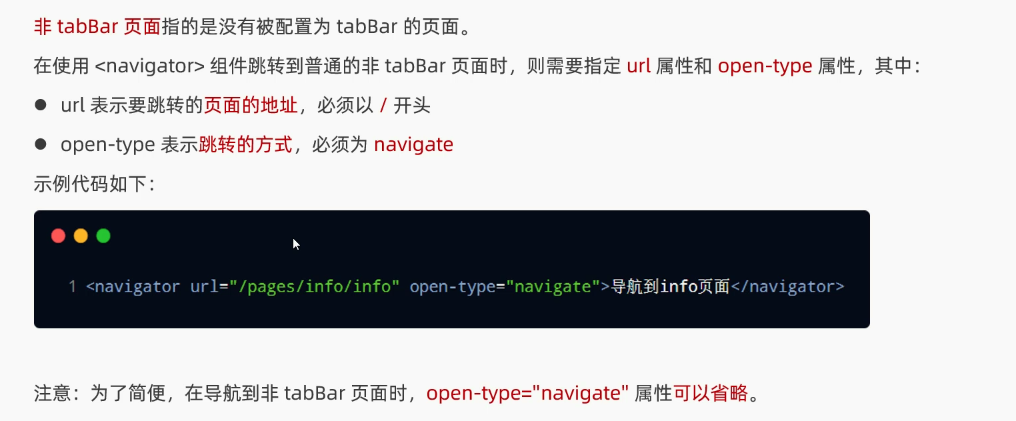 非 tabBar 页面指的是没有被配置为 tabBar 的页面。
在使用 <navigator> 组件跳转到普通的非 tabBar 页面时，则需要指定 url 属性和 open-type 属性，其中：
● url 表示要跳转的页面的地址，必须以 / 开头
● open-type 表示跳转的方式，必须为 navigate
示例代码如下：
1 <navigator url="/pages/info/info" open-type="navigate">导航到info页面</navigator>
注意：为了简便，在导航到非 tabBar 页面时，open-type="navigate" 属性可以省略。